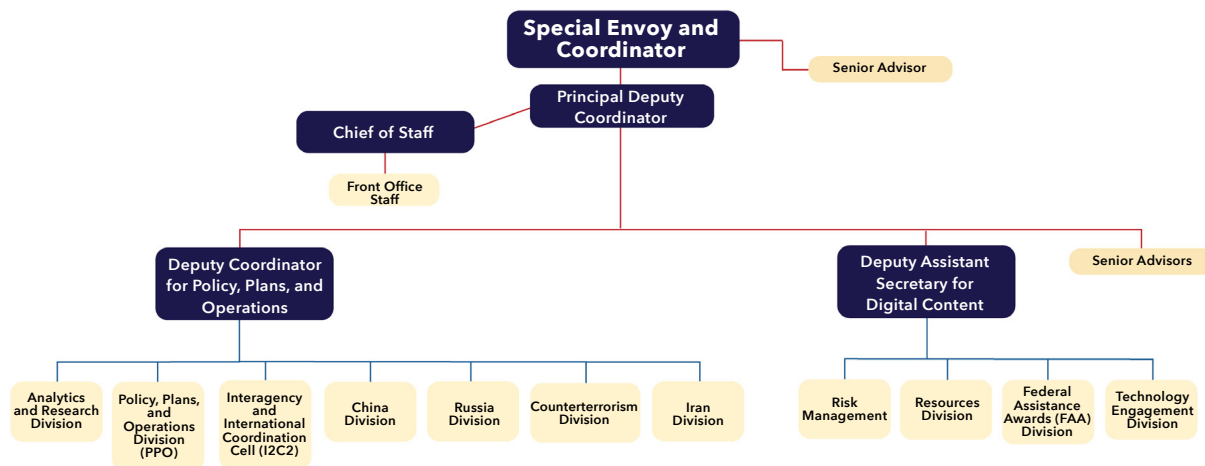 Special Envoy and
Coordinator
Senior Advisor
Principal Deputy
Coordinator
Chief of Staff
Front Office
Staff
Deputy Coordinator
for Policy, Plans, and
Operations
Deputy Assistant
Secretary for
Digital Content
Senior Advisors
Analytics
and Research
Division
Policy, Plans,
and
Operations
Division
(PPO)
Interagency
and
International
Coordination
Cell (I2C2)
China
Division
Russia
Division
Counterterrorism
Division
Iran
Division
Risk
Management
Resources
Division
Federal
Assistance
Awards (FAA)
Division
Technology
Engagement
Division